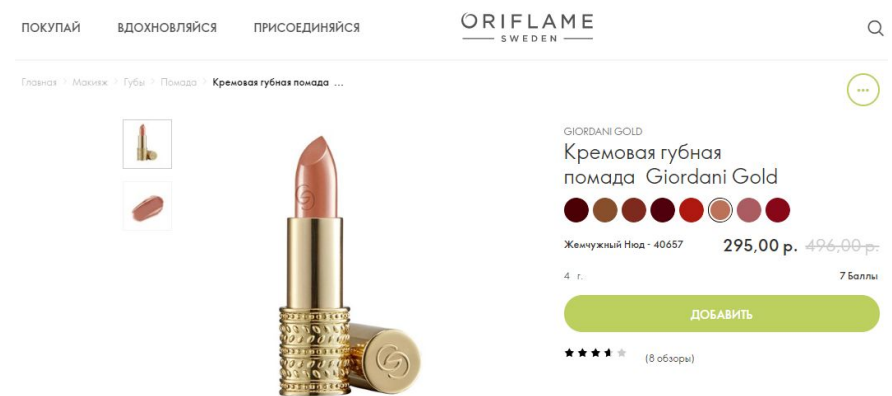 ПОКУПАЙ ВДОХНОВЛЯЙСЯ ПРИСОЕДИНЯЙСЯ
ORIFLAME
SWEDEN
Главная > Макияж > Губы > Помада > Кремовая губная помада ...
GIORDANI GOLD
Кремовая губная
помада Giordani Gold
Жемчужный Нюд - 40657 295,00 р. 496,00 р.
4 г. 7 Баллы
ДОБАВИТЬ
(8 обзоры)